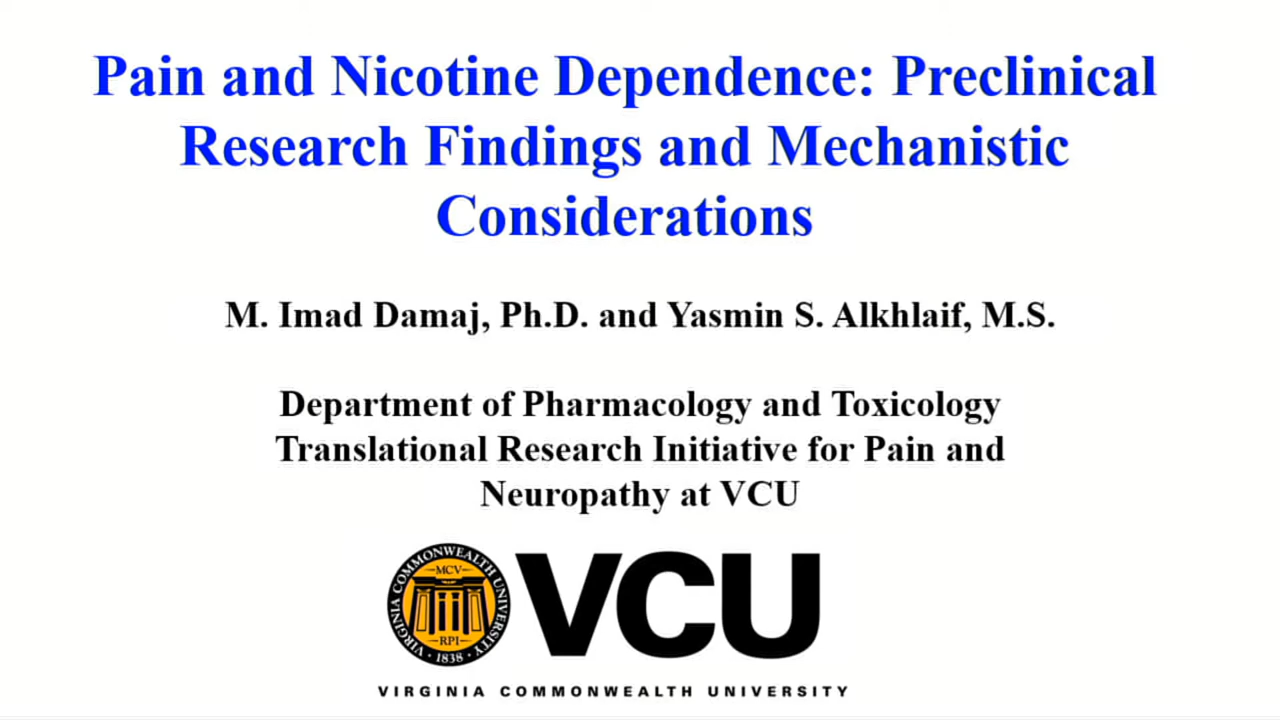 Pain and Nicotine Dependence: Preclinical
Research Findings and Mechanistic
Considerations
M. Imad Damaj, Ph.D. and Yasmin S. Alkhlaif, M.S.
Department of Pharmacology and Toxicology
Translational Research Initiative for Pain and
Neuropathy at VCU
VIRGINIA COMMONWEALTH UNIVERSITY
MCV
RPI
· 1838 ·
VCU
VIRGINIA COMMONWEALTH UNIVERSITY